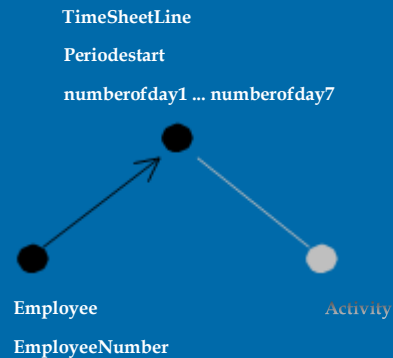 TimeSheetLine
Periodestart
numberofday1 ... numberofday7
Employee
Activity
EmployeeNumber